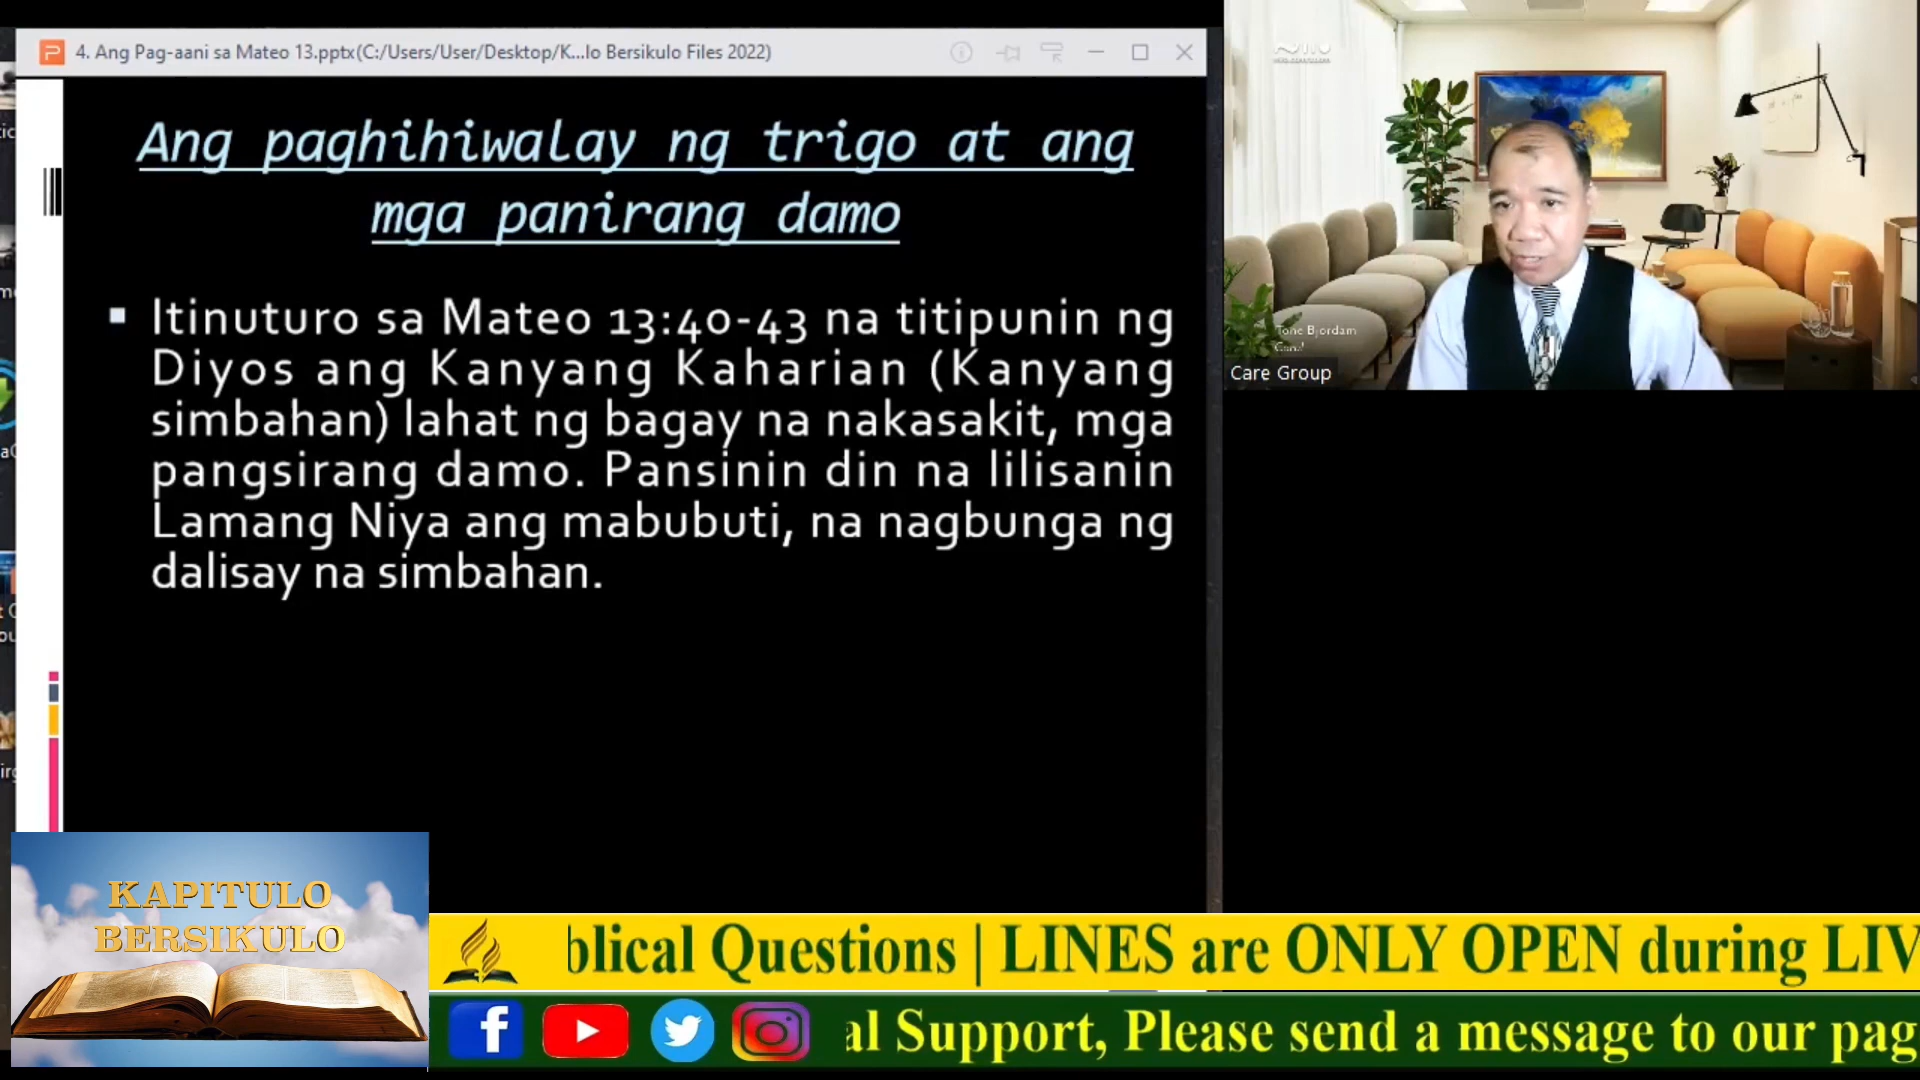 4. Ang Pag-aani sa Mateo 13.pptx(C:/Users/User/Desktop/K...lo Bersikulo Files 2022)
Ang paghihiwalay ng trigo at ang
mga panirang damo
Itinuturo sa Mateo 13:40-43 na titipunin ng
Diyos ang Kanyang Kaharian (Kanyang
simbahan) lahat ng bagay na nakasakit, mga
pangsirang damo. Pansinin din na lilisanin
Lamang Niya ang mabubuti, na nagbunga ng
dalisay na simbahan.
Tone Bjordam
Care Group
KAPITULO
BERSIKULO
blical Questions | LINES are ONLY OPEN during LIV
al Support, Please send a message to our pag